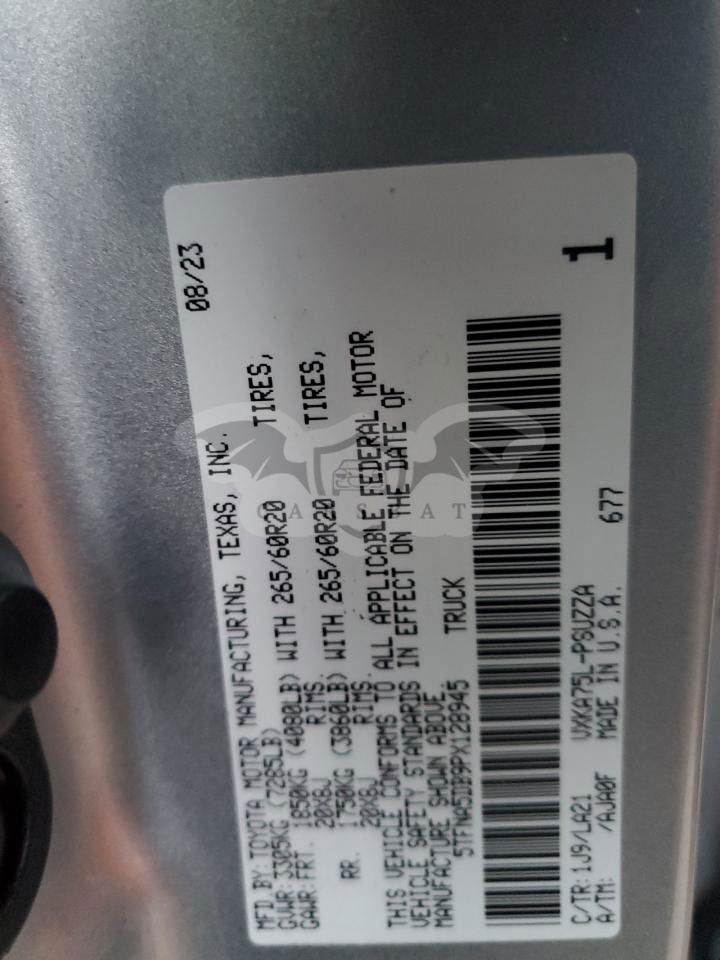 MFD BY: TOYOTA MOTOR MANUFACTURING, TEXAS, INC. 08/23
GVWR: 3305KG (7285LB)
GAWR: FRT. 1850KG (4080LB) WITH 265/60R20 TIRES,
20X8J RIMS.
RR. 1750KG (3860LB) WITH 265/60R20 TIRES,
20X8J RIMS.
THIS VEHICLE CONFORMS TO ALL APPLICABLE FEDERAL MOTOR
VEHICLE SAFETY STANDARDS IN EFFECT ON THE DATE OF
MANUFACTURE SHOWN ABOVE.
5TFNA5DB9PX128945 TRUCK
C/TR: 1J9/LA21 VXKA75L-PSUZZA
A/TM: /AJA0F MADE IN U.S.A. 677
1